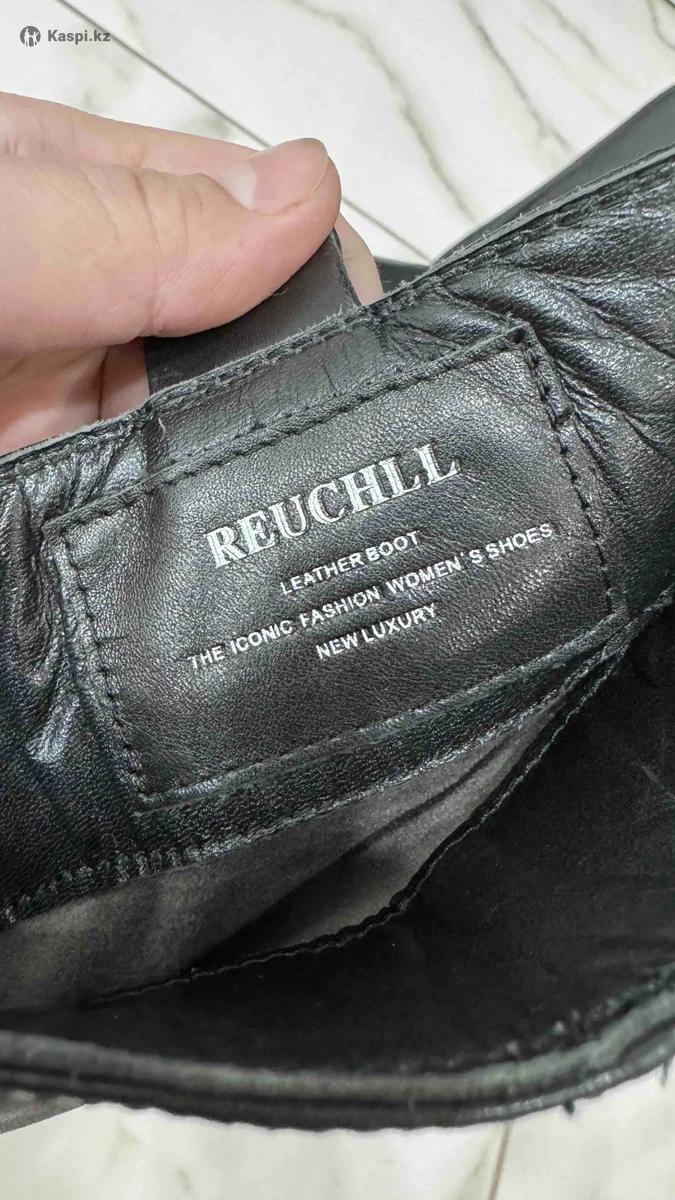 Kaspi.kz
REUCHLL
LEATHER BOOT
THE ICONIC FASHION WOMEN'S SHOES
NEW LUXURY